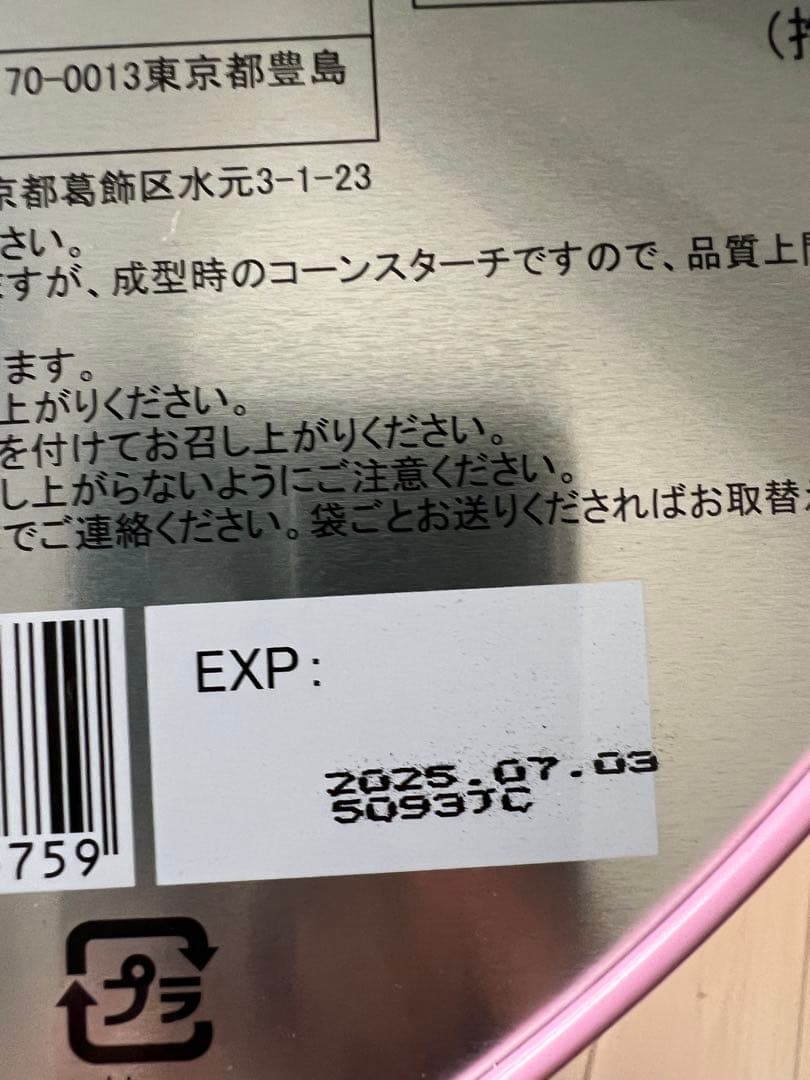 (
70-0013東京都豊島
京都葛飾区水元3-1-23
さい。
ますが、成型時のコーンスターチですので、品質上
ます。
上がりください。
を付けてお召し上がりください。
し上がらないようにご注意ください。
でご連絡ください。袋ごとお送りくださればお取替
EXP:
2025.07.03
5093JC
759
プラ